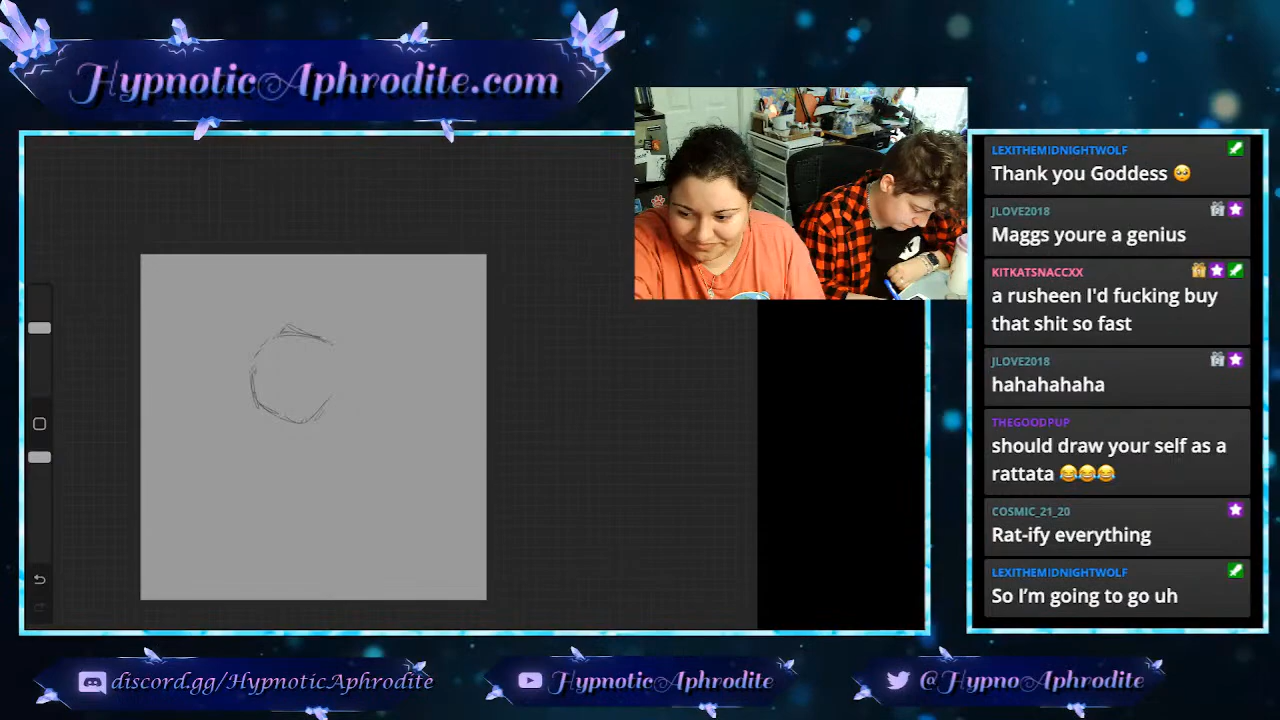 HypnoticAphrodite.com
LEXITHEMIDNIGHTWOLF
Thank you Goddess 🥺
JLOVE2018
Maggs youre a genius
KITKATSNACCXX
a rusheen I'd fucking buy
that shit so fast
JLOVE2018
hahahahaha
THEGOODPUP
should draw your self as a
rattata 😂😂😂
COSMIC_21_20
Rat-ify everything
LEXITHEMIDNIGHTWOLF
So I'm going to go uh
discord.gg/HypnoticAphrodite
HypnoticAphrodite
@HypnoAphrodite